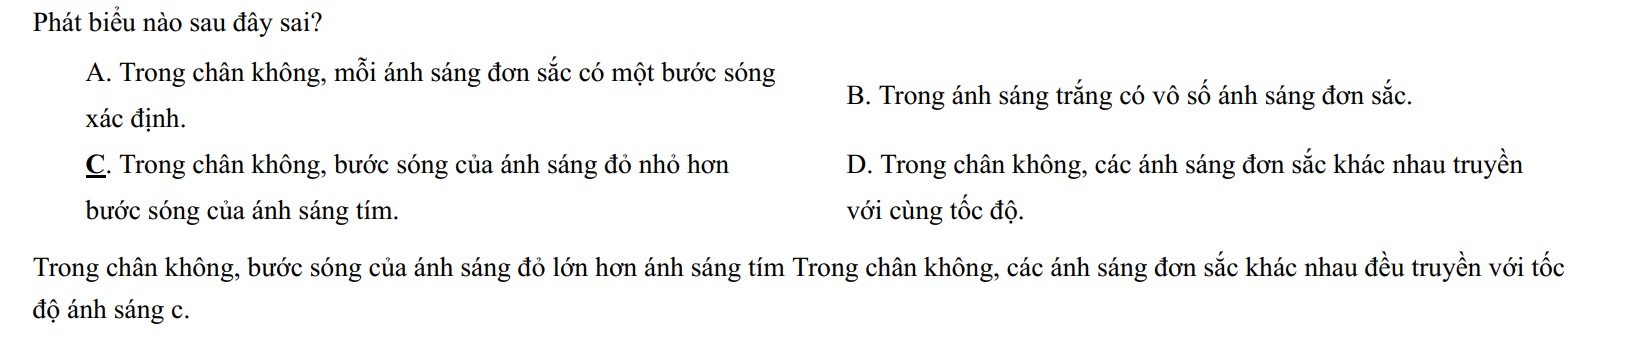 Phát biểu nào sau đây sai?
A. Trong chân không, mỗi ánh sáng đơn sắc có một bước sóng
xác định.
B. Trong ánh sáng trắng có vô số ánh sáng đơn sắc.
C. Trong chân không, bước sóng của ánh sáng đỏ nhỏ hơn
bước sóng của ánh sáng tím.
D. Trong chân không, các ánh sáng đơn sắc khác nhau truyền
với cùng tốc độ.
Trong chân không, bước sóng của ánh sáng đỏ lớn hơn ánh sáng tím Trong chân không, các ánh sáng đơn sắc khác nhau đều truyền với tốc
độ ánh sáng c.